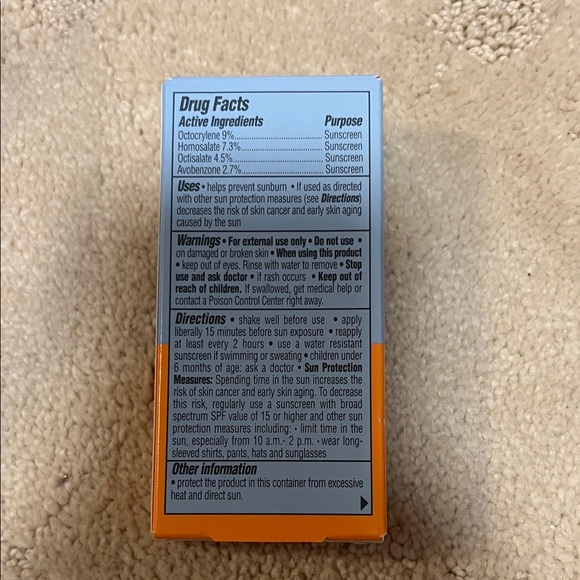 Drug Facts
Active Ingredients Purpose
Octocrylene 9%........................ Sunscreen
Homosalate 7.3%........................ Sunscreen
Octisalate 4.5%........................ Sunscreen
Avobenzone 2.7%........................ Sunscreen
Uses • helps prevent sunburn • If used as directed
with other sun protection measures (see Directions)
decreases the risk of skin cancer and early skin aging
caused by the sun
Warnings • For external use only • Do not use •
on damaged or broken skin • When using this product
• keep out of eyes. Rinse with water to remove • Stop
use and ask doctor • if rash occurs • Keep out of
reach of children. If swallowed, get medical help or
contact a Poison Control Center right away.
Directions • shake well before use • apply
liberally 15 minutes before sun exposure • reapply
at least every 2 hours • use a water resistant
sunscreen if swimming or sweating • children under
6 months of age: ask a doctor • Sun Protection
Measures: Spending time in the sun increases the
risk of skin cancer and early skin aging. To decrease
this risk, regularly use a sunscreen with broad
spectrum SPF value of 15 or higher and other sun
protection measures including: • limit time in the
sun, especially from 10 a.m.- 2 p.m. • wear long-
sleeved shirts, pants, hats and sunglasses
Other information
• protect the product in this container from excessive
heat and direct sun.